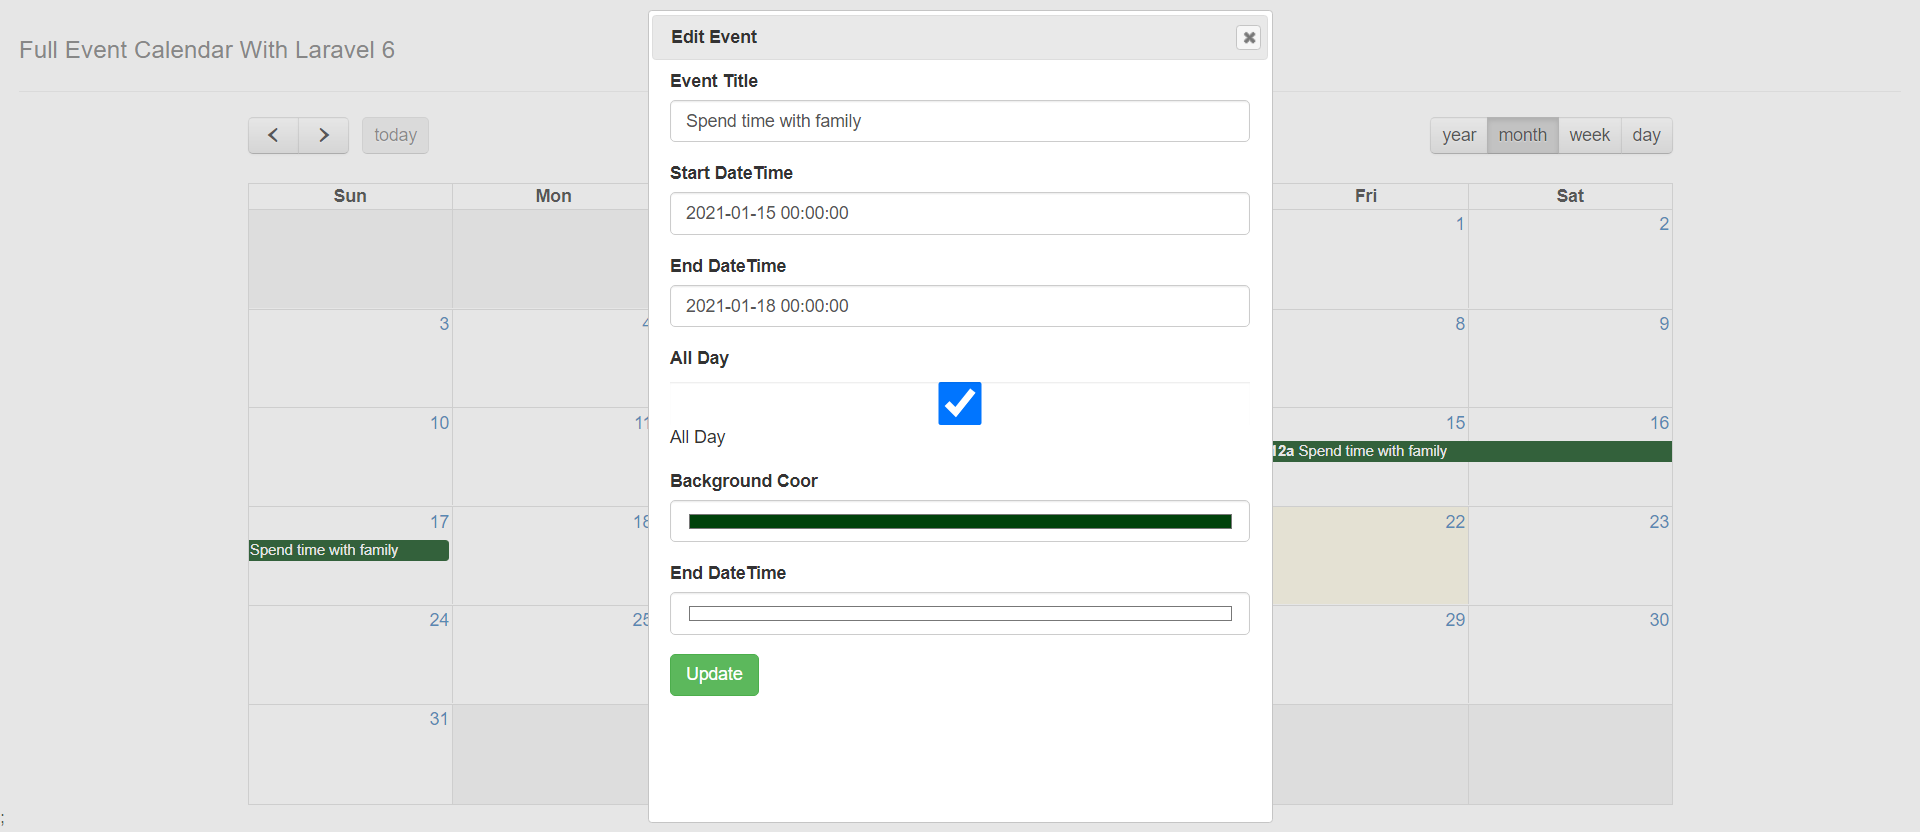 Full Event Calendar With Laravel 6
today
year month week day
Sun Mon Fri Sat
1 2
3 4 8 9
10 11 15 16
12a Spend time with family
17 18 22 23
Spend time with family
24 25 29 30
31
;
Edit Event
Event Title
Spend time with family
Start DateTime
2021-01-15 00:00:00
End DateTime
2021-01-18 00:00:00
All Day
All Day
Background Coor
End DateTime
Update